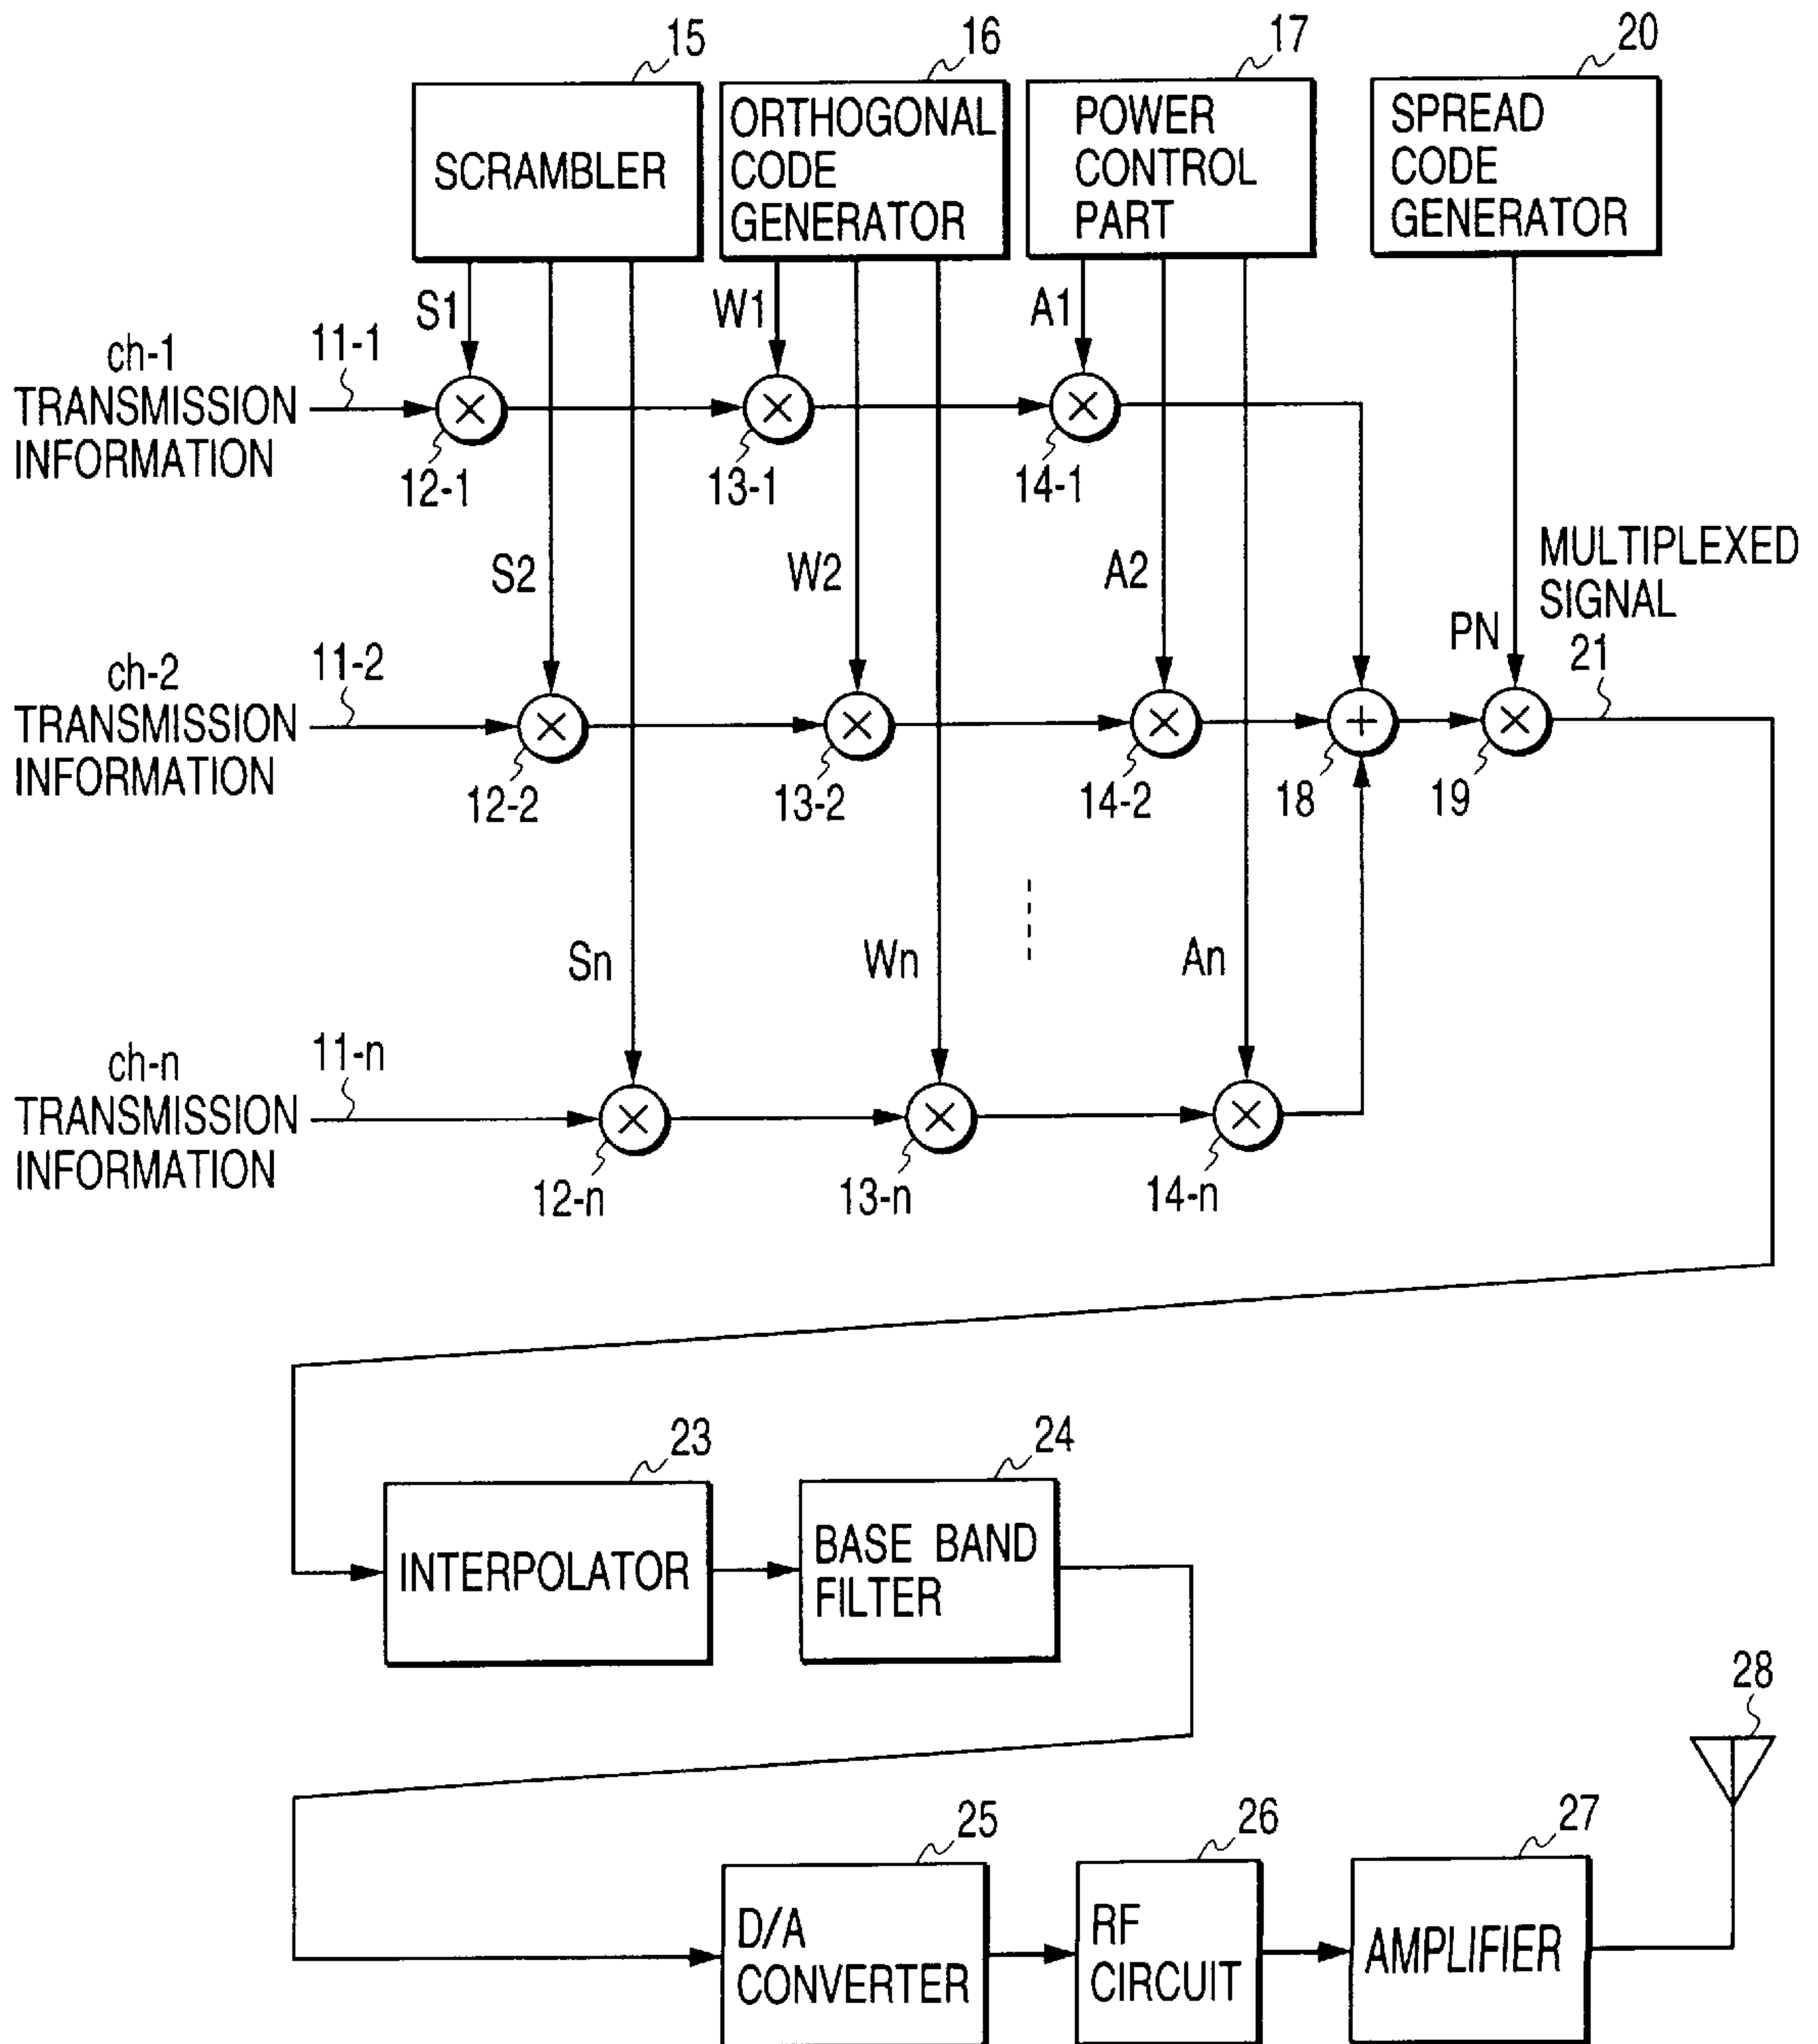 15
16
17
20
SCRAMBLER
ORTHOGONAL
CODE
GENERATOR
POWER
CONTROL
PART
SPREAD
CODE
GENERATOR
S1
W1
A1
ch-1
TRANSMISSION
INFORMATION
11-1
12-1
13-1
14-1
S2
W2
A2
PN
MULTIPLEXED
SIGNAL
21
ch-2
TRANSMISSION
INFORMATION
11-2
12-2
13-2
14-2
18
19
Sn
Wn
An
ch-n
TRANSMISSION
INFORMATION
11-n
12-n
13-n
14-n
23
24
INTERPOLATOR
BASE BAND
FILTER
28
25
26
27
D/A
CONVERTER
RF
CIRCUIT
AMPLIFIER